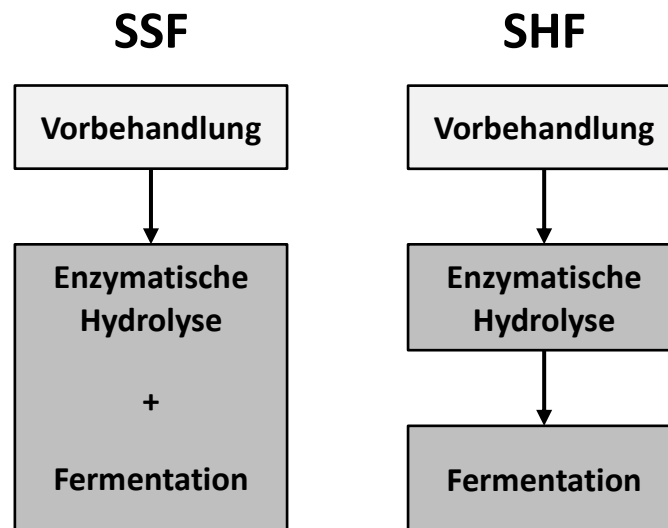 SSF
Vorbehandlung
Enzymatische
Hydrolyse
+
Fermentation
SHF
Vorbehandlung
Enzymatische
Hydrolyse
Fermentation